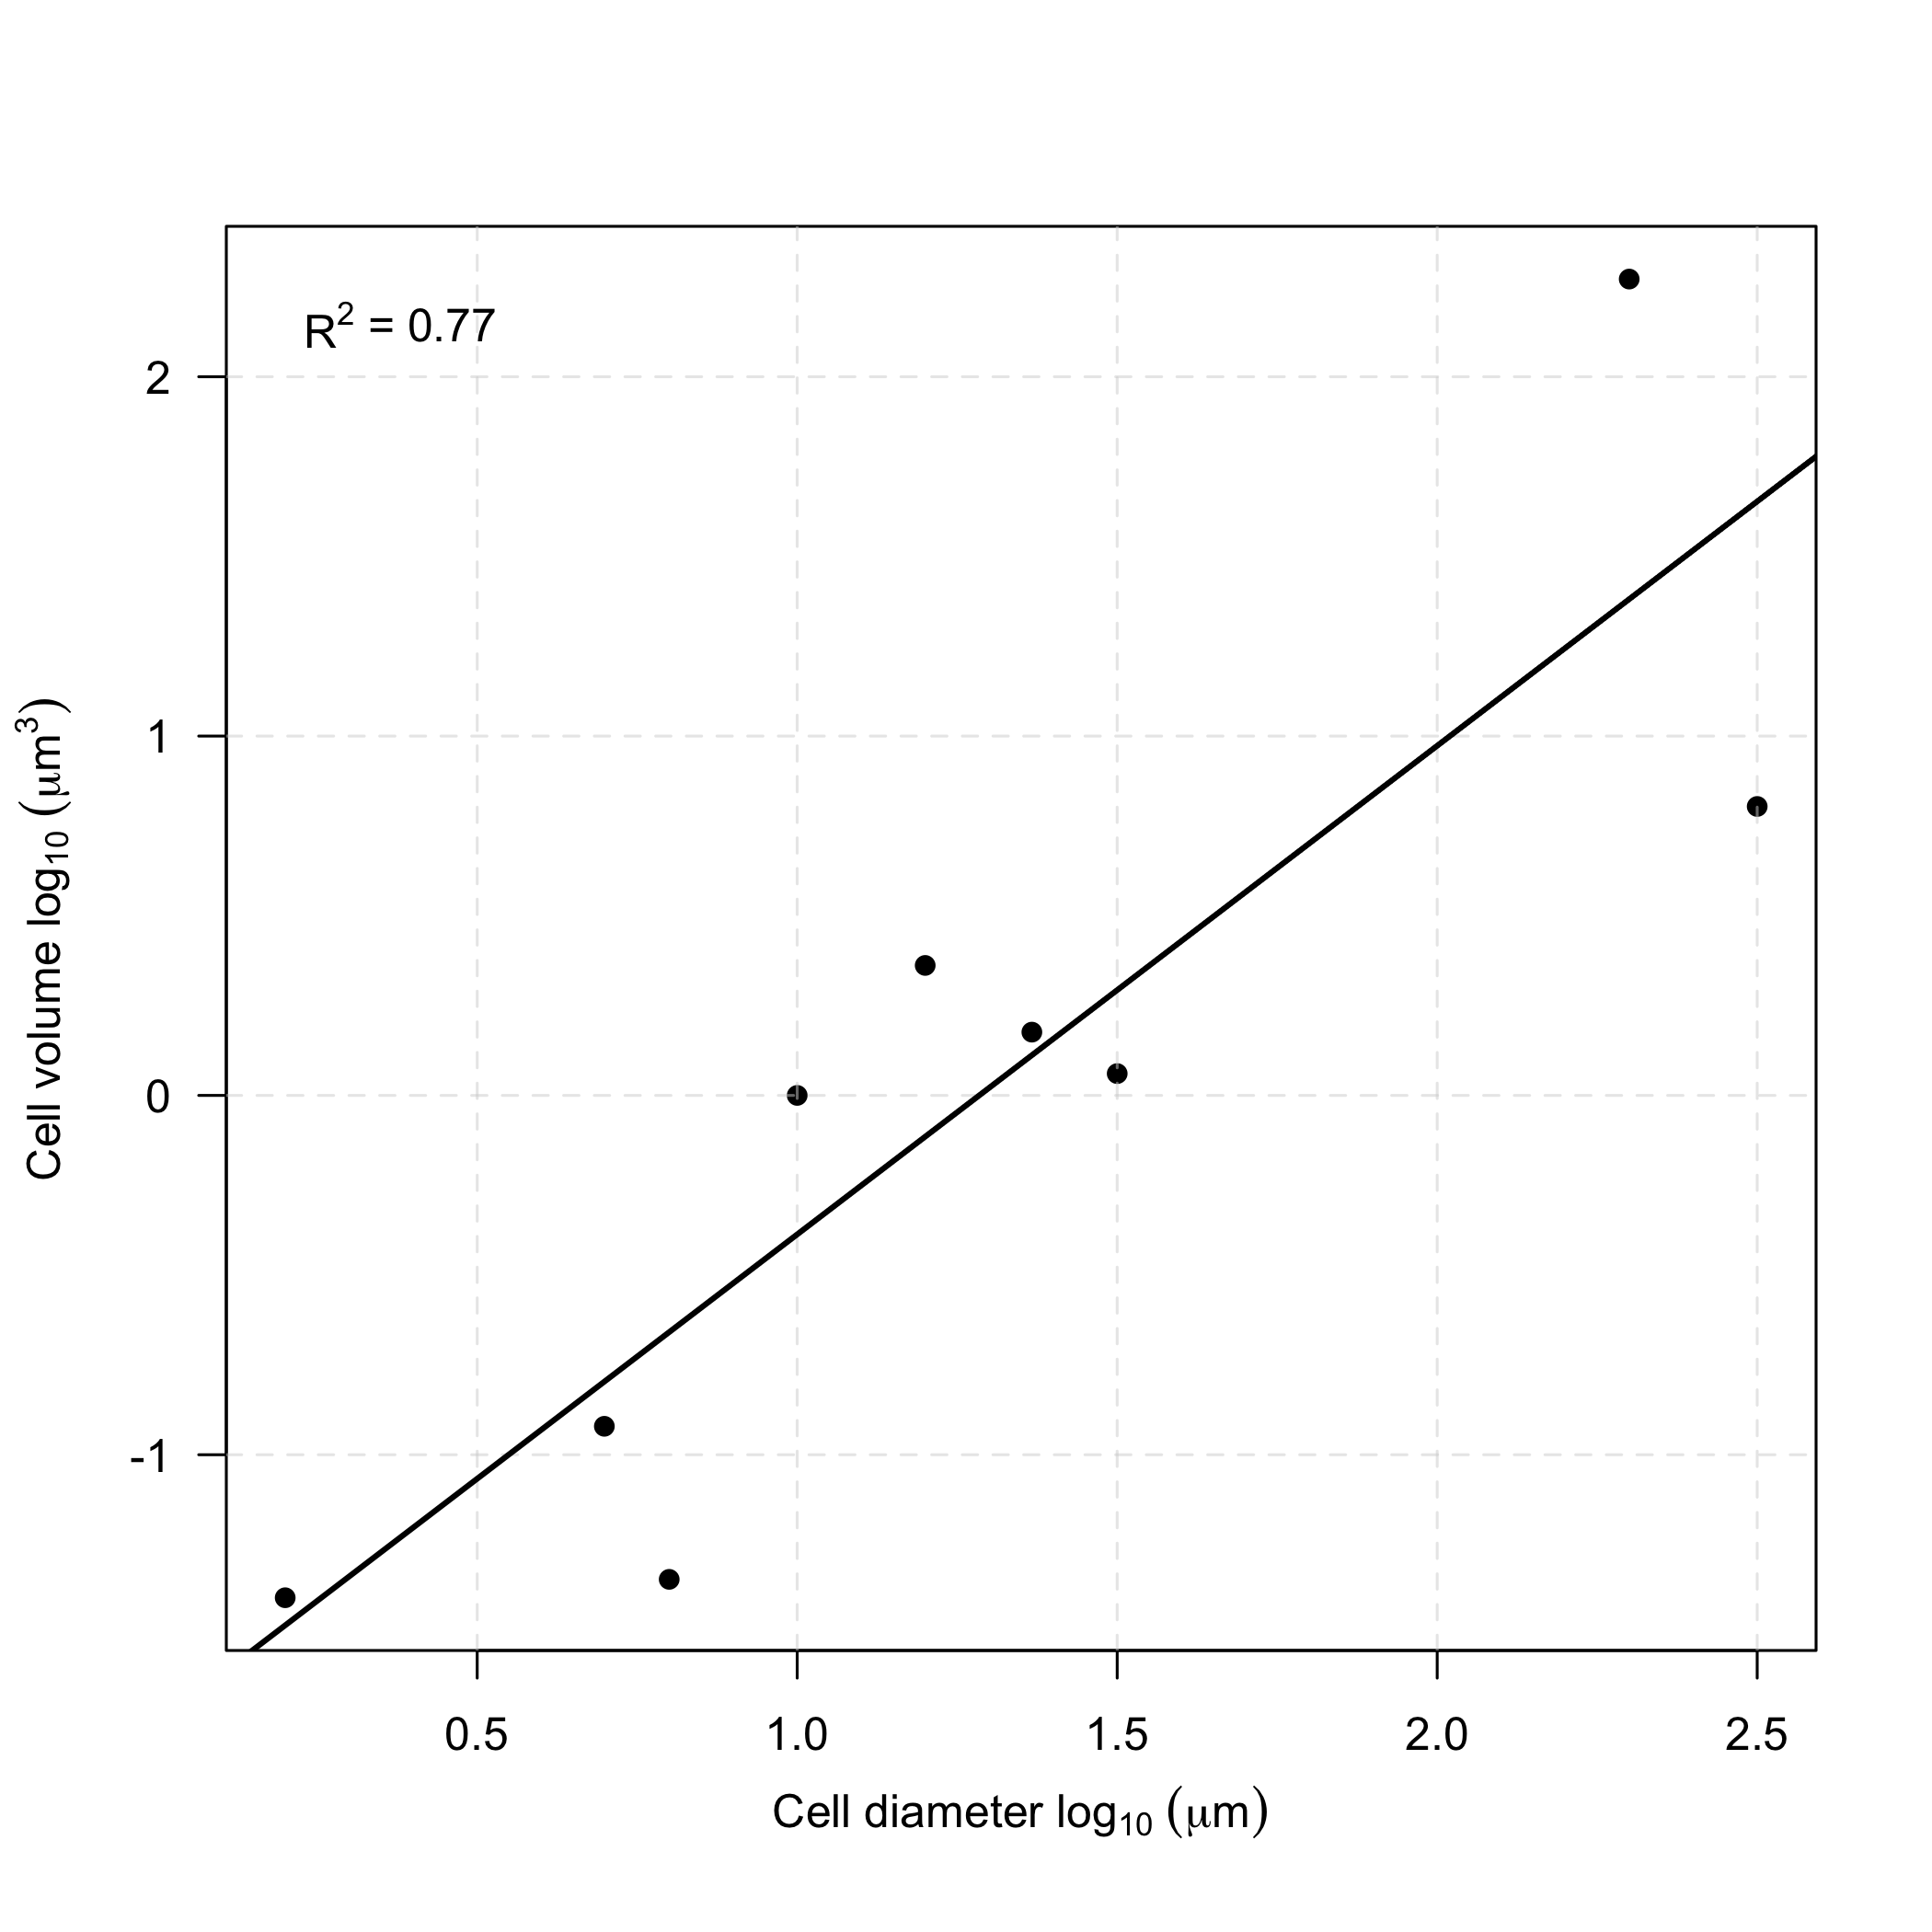 R² = 0.77
2
1
0
-1
Cell volume log₁₀ (μm³)
0.5 1.0 1.5 2.0 2.5
Cell diameter log₁₀ (μm)